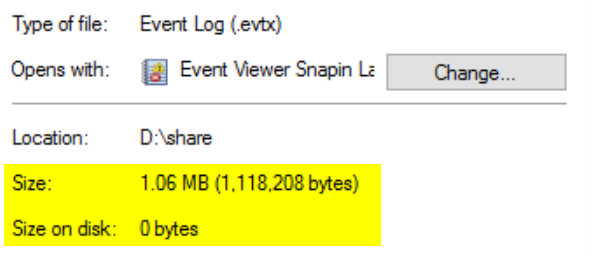 Type of file: Event Log (.evtx)
Opens with: Event Viewer Snapin La Change...
Location: D:\share
Size: 1.06 MB (1,118,208 bytes)
Size on disk: 0 bytes